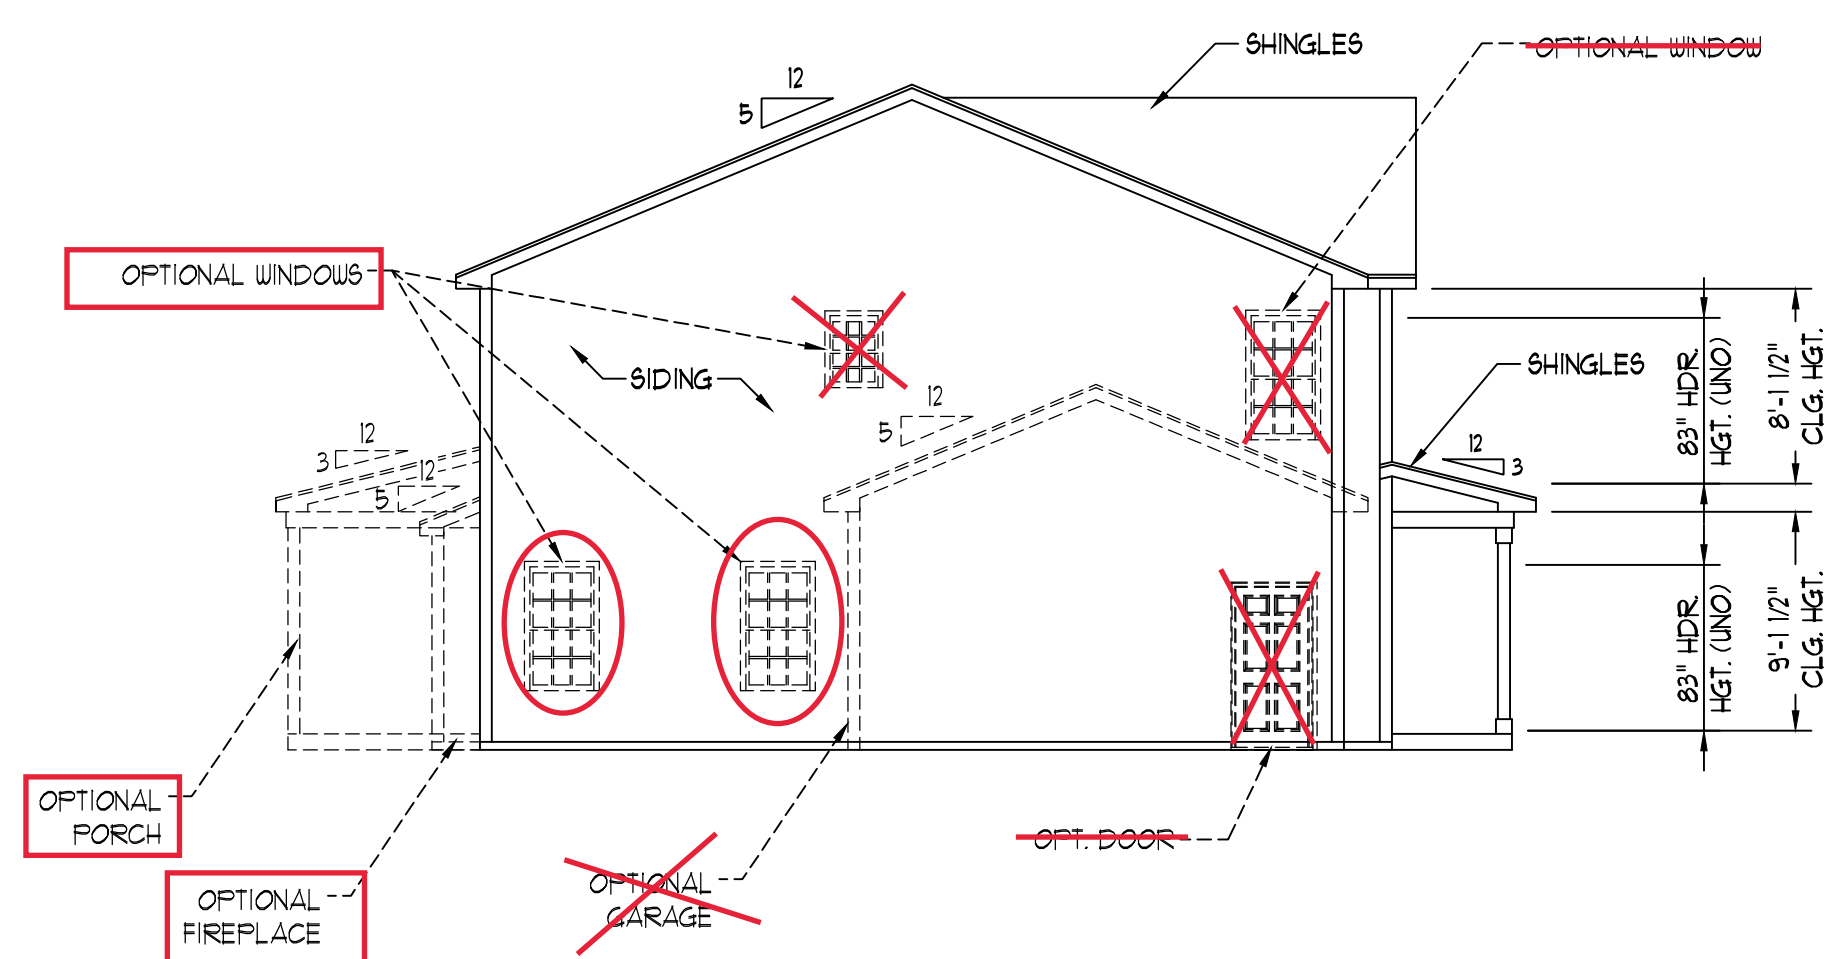 SHINGLES
OPTIONAL WINDOW
12
5
OPTIONAL WINDOWS
SIDING
12
5
SHINGLES
83" HDR.
HGT. (UNO)
8'-1 1/2"
CLG. HGT.
12
3
12
5
12
3
83" HDR.
HGT. (UNO)
9'-1 1/2"
CLG. HGT.
OPTIONAL
PORCH
OPT. DOOR
OPTIONAL
GARAGE
OPTIONAL
FIREPLACE